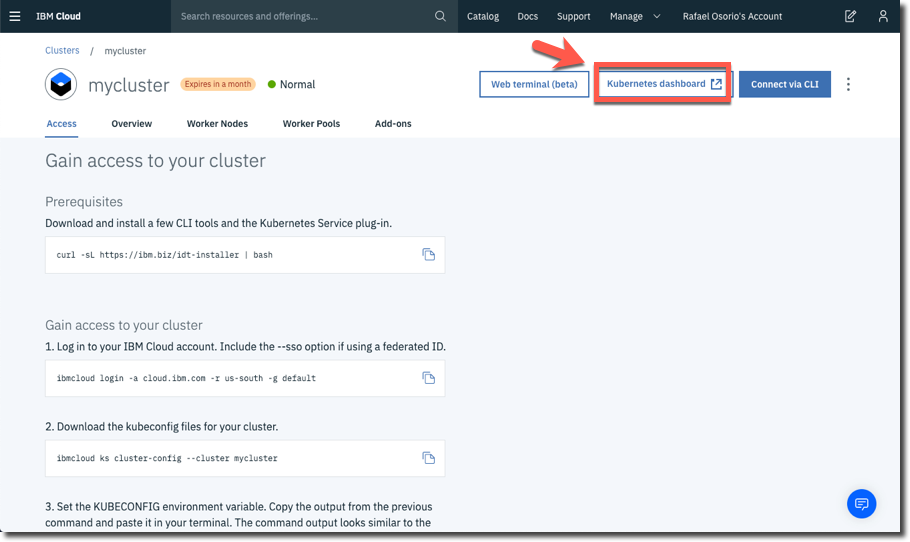 IBM Cloud
Search resources and offerings...
Catalog
Docs
Support
Manage
Rafael Osorio's Account
Clusters / mycluster
mycluster
Expires in a month
Normal
Web terminal (beta)
Kubernetes dashboard
Connect via CLI
Access
Overview
Worker Nodes
Worker Pools
Add-ons
Gain access to your cluster
Prerequisites
Download and install a few CLI tools and the Kubernetes Service plug-in.
curl -sL https://ibm.biz/idt-installer | bash
Gain access to your cluster
1. Log in to your IBM Cloud account. Include the --sso option if using a federated ID.
ibmcloud login -a cloud.ibm.com -r us-south -g default
2. Download the kubeconfig files for your cluster.
ibmcloud ks cluster-config --cluster mycluster
3. Set the KUBECONFIG environment variable. Copy the output from the previous
command and paste it in your terminal. The command output looks similar to the